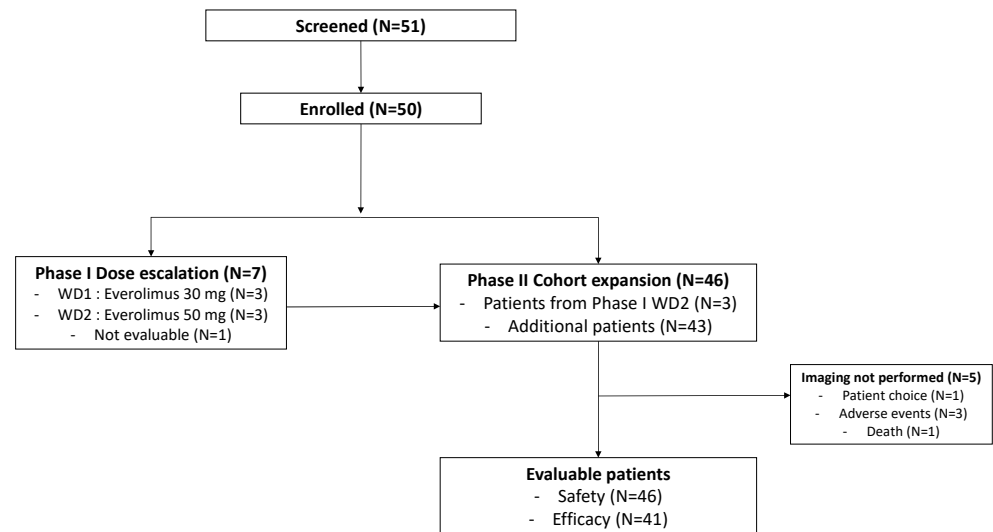 Screened (N=51)
Enrolled (N=50)
Phase I Dose escalation (N=7)
- WD1 : Everolimus 30 mg (N=3)
- WD2 : Everolimus 50 mg (N=3)
- Not evaluable (N=1)
Phase II Cohort expansion (N=46)
- Patients from Phase I WD2 (N=3)
- Additional patients (N=43)
Imaging not performed (N=5)
- Patient choice (N=1)
- Adverse events (N=3)
- Death (N=1)
Evaluable patients
- Safety (N=46)
- Efficacy (N=41)